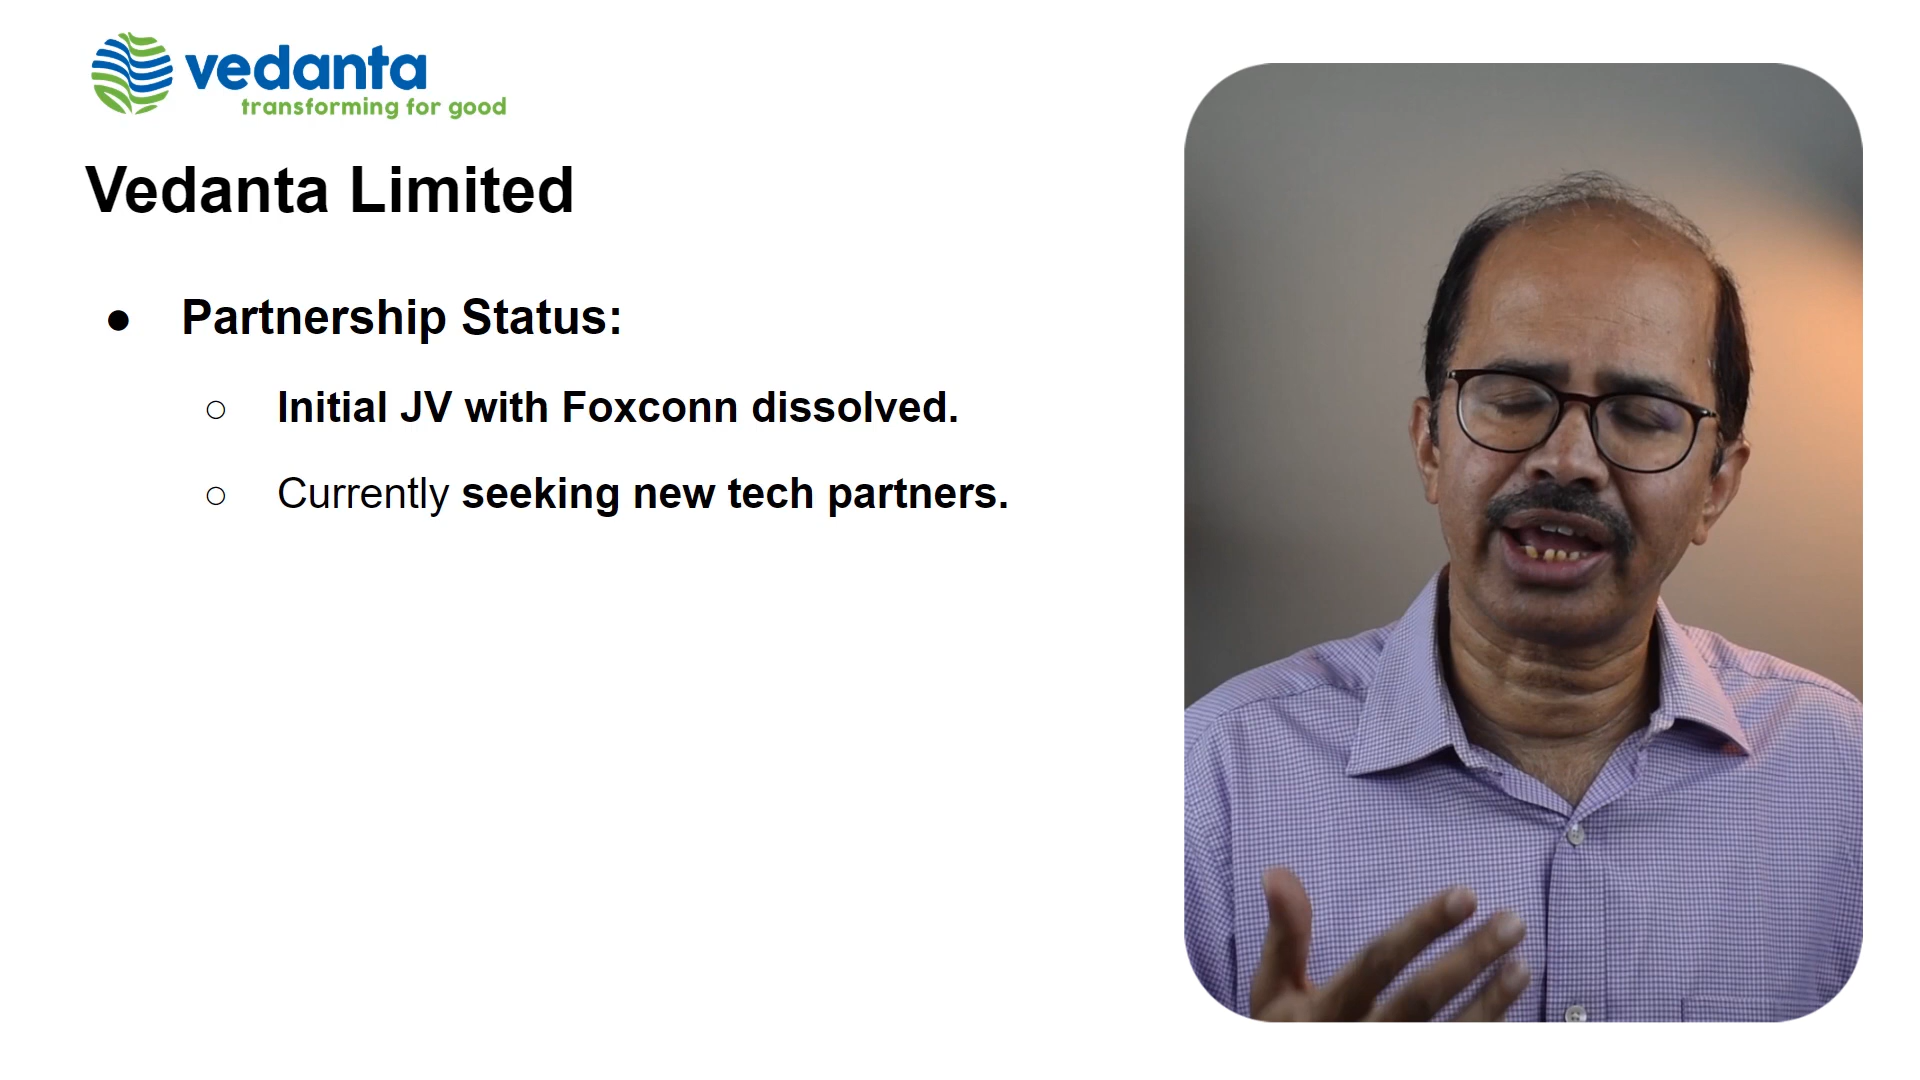 vedanta
transforming for good
Vedanta Limited
● Partnership Status:
○ Initial JV with Foxconn dissolved.
○ Currently seeking new tech partners.